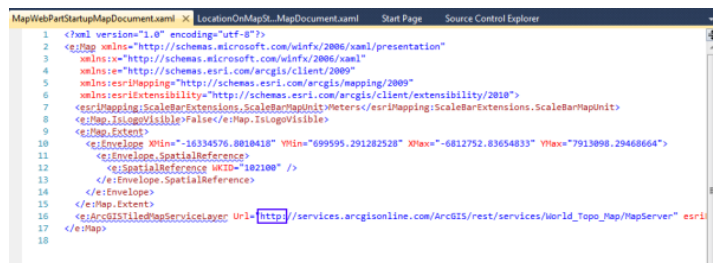 MapWebPartStartupMapDocument.xaml × LocationOnMapSt...MapDocument.xaml Start Page Source Control Explorer
1 <?xml version="1.0" encoding="utf-8"?>
2 <e:Map xmlns="http://schemas.microsoft.com/winfx/2006/xaml/presentation"
3 xmlns:x="http://schemas.microsoft.com/winfx/2006/xaml"
4 xmlns:e="http://schemas.esri.com/arcgis/client/2009"
5 xmlns:esriMapping="http://schemas.esri.com/arcgis/mapping/2009"
6 xmlns:esriExtensibility="http://schemas.esri.com/arcgis/client/extensibility/2010">
7 <esriMapping:ScaleBarExtensions.ScaleBarMapUnit>Meters</esriMapping:ScaleBarExtensions.ScaleBarMapUnit>
8 <e:Map.IsLogoVisible>False</e:Map.IsLogoVisible>
9 <e:Map.Extent>
10 <e:Envelope XMin="-16334576.8010418" YMin="699595.291282528" XMax="-6812752.83654833" YMax="7913098.29468664">
11 <e:Envelope.SpatialReference>
12 <e:SpatialReference WKID="102100" />
13 </e:Envelope.SpatialReference>
14 </e:Envelope>
15 </e:Map.Extent>
16 <e:ArcGISTiledMapServiceLayer Url="http://services.arcgisonline.com/ArcGIS/rest/services/World_Topo_Map/MapServer" esri
17 </e:Map>
18